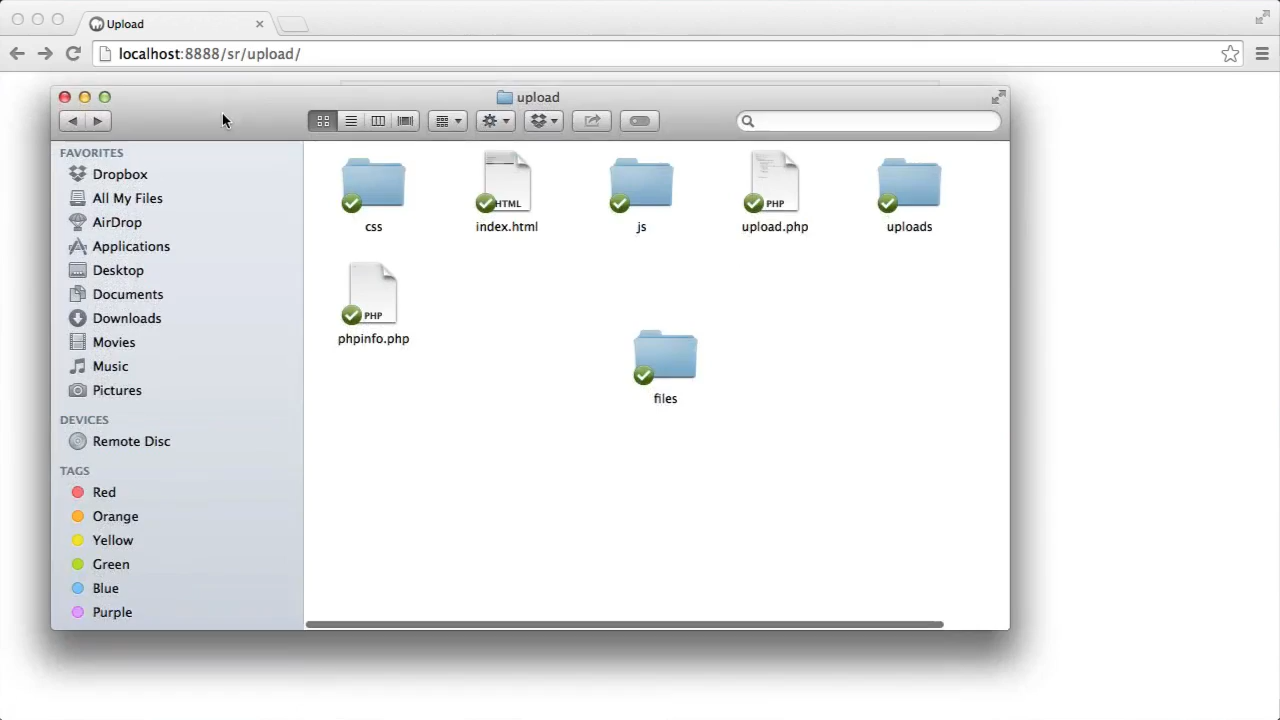 Upload
localhost:8888/sr/upload/
upload
FAVORITES
Dropbox
All My Files
AirDrop
Applications
Desktop
Documents
Downloads
Movies
Music
Pictures
DEVICES
Remote Disc
TAGS
Red
Orange
Yellow
Green
Blue
Purple
HTML
PHP
css
index.html
js
upload.php
uploads
PHP
phpinfo.php
files